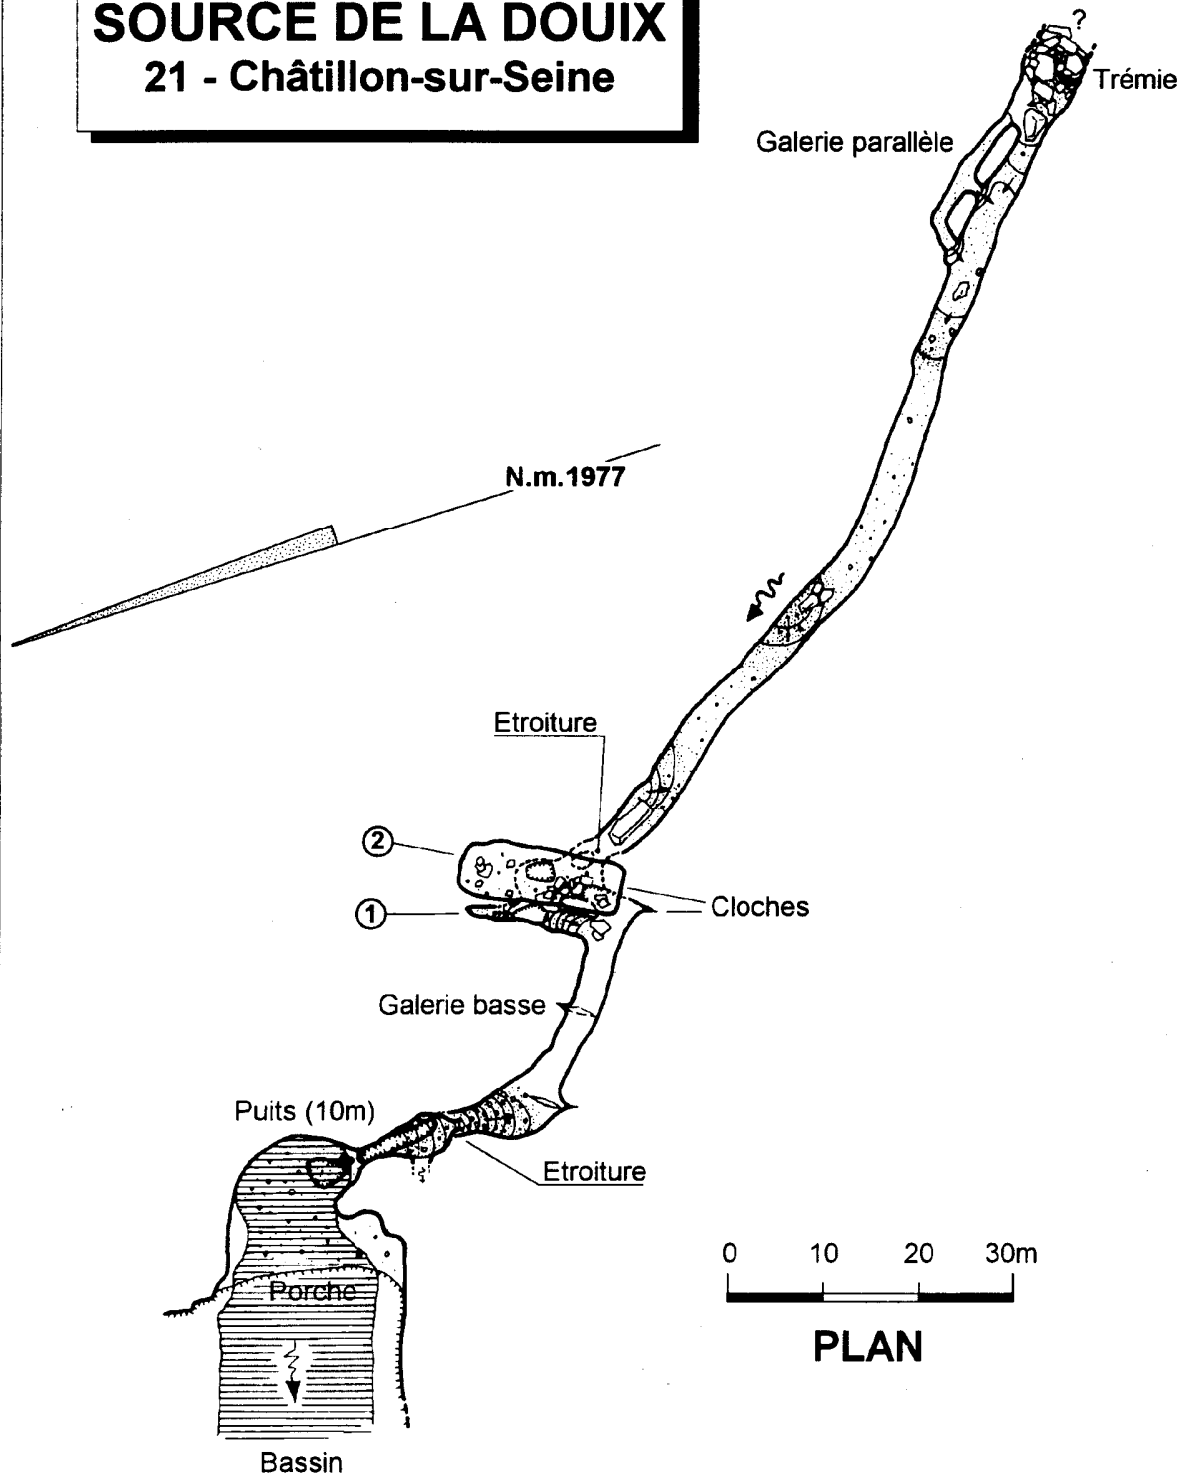 SOURCE DE LA DOUIX
21 - Châtillon-sur-Seine
?
Trémie
Galerie parallèle
N.m.1977
Etroiture
2
1
Cloches
Galerie basse
Puits (10m)
Etroiture
0 10 20 30m
Porche
PLAN
Bassin